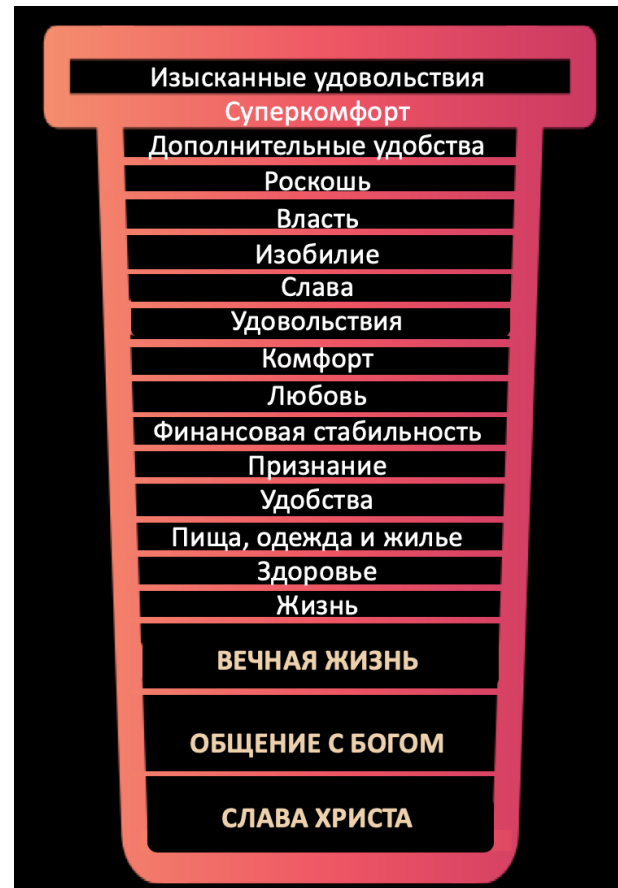 Изысканные удовольствия
Суперкомфорт
Дополнительные удобства
Роскошь
Власть
Изобилие
Слава
Удовольствия
Комфорт
Любовь
Финансовая стабильность
Признание
Удобства
Пища, одежда и жилье
Здоровье
Жизнь
ВЕЧНАЯ ЖИЗНЬ
ОБЩЕНИЕ С БОГОМ
СЛАВА ХРИСТА